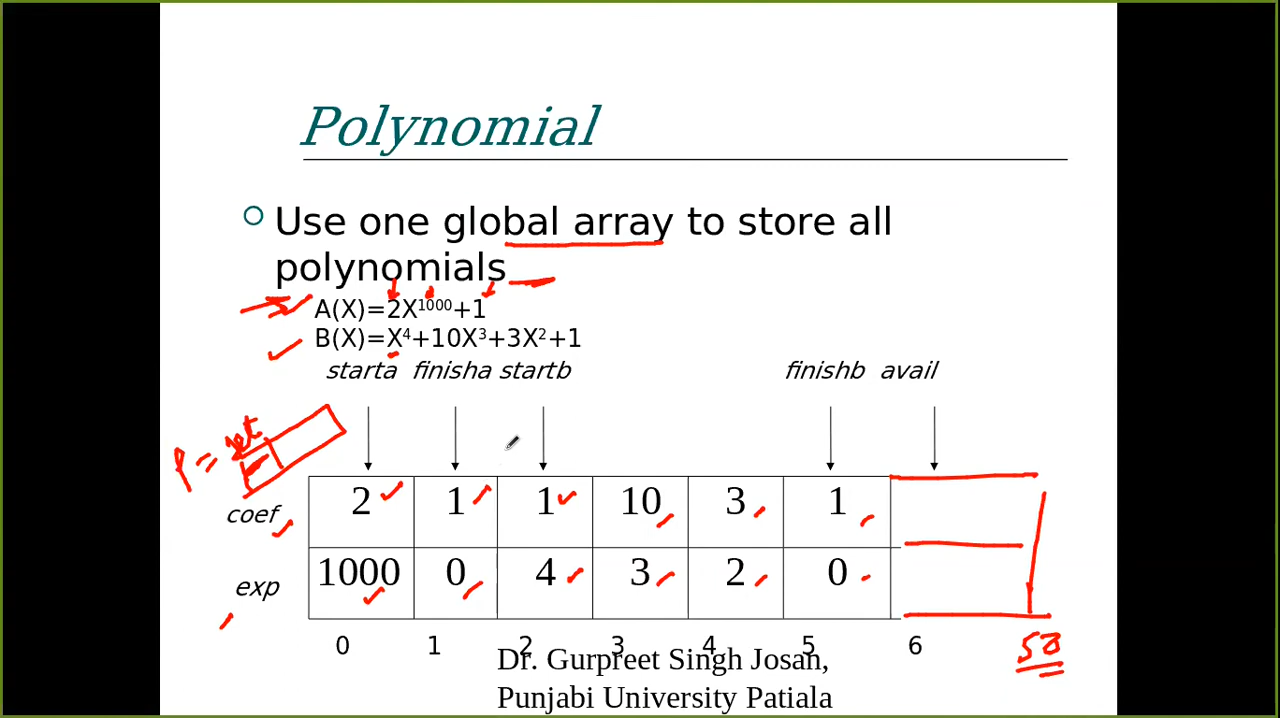 Polynomial
Use one global array to store all
polynomials
A(X)=2X¹⁰⁰⁰+1
B(X)=X⁴+10X³+3X²+1
starta finisha startb finishb avail
coef 2 1 1 10 3 1
exp 1000 0 4 3 2 0
0 1 2 3 4 5 6
Dr. Gurpreet Singh Josan,
Punjabi University Patiala